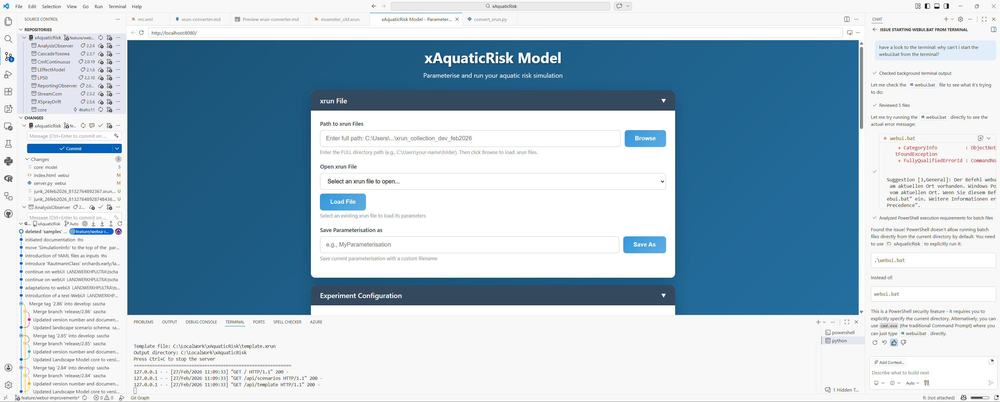 File Edit Selection View Go Run Terminal Help
xAquaticRisk
SOURCE CONTROL
REPOSITORIES
xAquaticRisk feature/web...
AnalysisObserver 2.2.6
CascadeToxswa 2.3.7
CmfContinuous 2.0.19
LEffectModel 2.1.6
LP50 2.2.10
ReportingObserver 2.0...
StreamCom 2.3.2
XSprayDrift 2.5.6
core 4bafcc11
CHANGES
xAquaticRisk fe...
Message (Ctrl+Enter to commit on ...
Commit
Changes 5
core model S
index.html webui M
server.py webui M
junk_26feb2026_8132764892367.xrun... U
junk_26feb2026_81327648928748436... U
AnalysisObserver 2....
Message (Ctrl+Enter to commit on ...
G... xAquaticRisk Auto
deleted 'samples' ... feature/webui-i...
initiated documentation ths
move 'SimulationInfo' to the top of the par...
introduction of YAML files as inputs ths
introduce 'RautmannClass' orchards.early/la...
continue on webUI LANDWERKHPULTRA\tscha
continue on webUI LANDWERKHPULTRA\tscha
adaptations to webUI LANDWERKHPULTRA\ts...
introduction of a test-WebUI LANDWERKHP...
Merge tag '2.86' into develop sascha
Merge branch 'release/2.86' sascha
Updated version number and documen...
Updated landscape scenario schema; sa...
Merge tag '2.85' into develop sascha
Merge branch 'release/2.85' sascha
Updated version number and documen...
Updated Landscape Model core to versi...
Merge tag '2.84' into develop sascha
Merge branch 'release/2.84' sascha
Updated version number and documen...
Updated Landscape Model core to versi...
5
mc.xml xrun-converter.md Preview xrun-converter.md muenster_old.xrun xAquaticRisk Model - Parameter... convert_xrun.py
http://localhost:8080/
xAquaticRisk Model
Parameterise and run your aquatic risk simulation
xrun File
Path to xrun Files
Enter full path: C:\Users\...\xrun_collection_dev_feb2026
Browse
Enter the FULL directory path (e.g., C:\Users\your-name\folder). Then click Browse to load .xrun files.
Open xrun File
Select an xrun file to open...
Load File
Select an existing xrun file to load its parameters
Save Parameterisation as
e.g., MyParameterisation
Save As
Save current parameterisation with a custom filename
Experiment Configuration
PROBLEMS OUTPUT DEBUG CONSOLE TERMINAL PORTS SPELL CHECKER AZURE
Template file: C:\LocalWork\xAquaticRisk\template.xrun
Output directory: C:\LocalWork\xAquaticRisk
Press Ctrl+C to stop the server
============================================================
127.0.0.1 - - [27/Feb/2026 11:09:33] "GET / HTTP/1.1" 200 -
127.0.0.1 - - [27/Feb/2026 11:09:33] "GET /api/scenarios HTTP/1.1" 200 -
127.0.0.1 - - [27/Feb/2026 11:09:33] "GET /api/template HTTP/1.1" 200 -
powershell
python
1 Hidden T...
CHAT
ISSUE STARTING WEBUI.BAT FROM TERMINAL
have a look to the terminal: why can't i start the
webui.bat from the terminal?
Checked background terminal output
Let me check the webui.bat file to see what it's trying
to do:
Reviewed 5 files
Let me try running the webui.bat directly to see the
actual error message:
webui.bat
+ CategoryInfo : ObjectNot
tFoundException
+ FullyQualifiedErrorId : CommandNo
Suggestion [3,General]: Der Befehl webu
am aktuellen Ort vorhanden. Windows Po
vom aktuellen Ort. Wenn Sie diesem Bef
ebui.bat" ein. Weitere Informationen er
Precedence".
Analyzed PowerShell execution requirements for batch files
Found the issue! PowerShell doesn't allow running batch
files directly from the current directory by default. You need
to use xAquaticRisk to explicitly run it:
.\webui.bat
Instead of:
webui.bat
This is a PowerShell security feature - it requires you to
explicitly specify the current directory. Alternatively, you can
use cmd.exe (the traditional Command Prompt) where you
can just type webui.bat directly.
Add Context...
Describe what to build next
Auto
feature/webui-improvements* 0 0 Git Graph
R: (not attached)